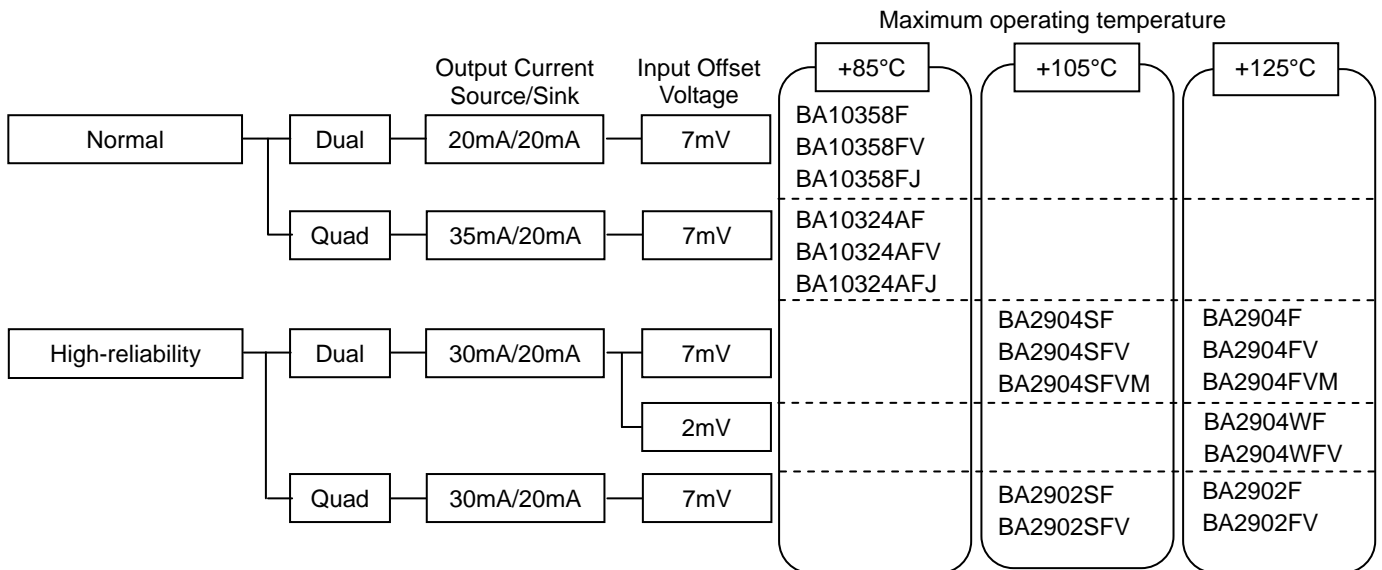 Maximum operating temperature
Output Current
Source/Sink
Input Offset
Voltage
+85°C
+105°C
+125°C
Normal
Dual
20mA/20mA
7mV
BA10358F
BA10358FV
BA10358FJ
Quad
35mA/20mA
7mV
BA10324AF
BA10324AFV
BA10324AFJ
High-reliability
Dual
30mA/20mA
7mV
BA2904SF
BA2904SFV
BA2904SFVM
BA2904F
BA2904FV
BA2904FVM
2mV
BA2904WF
BA2904WFV
Quad
30mA/20mA
7mV
BA2902SF
BA2902SFV
BA2902F
BA2902FV